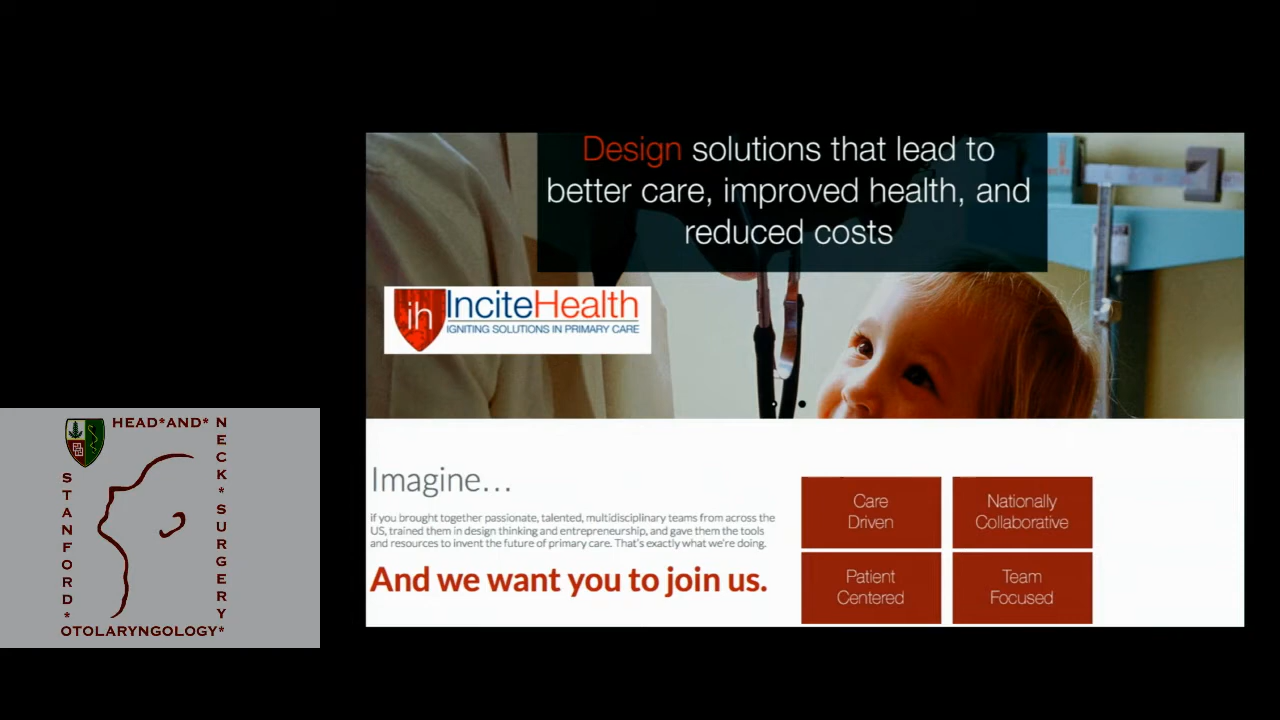 Design solutions that lead to
better care, improved health, and
reduced costs
ih
InciteHealth
IGNITING SOLUTIONS IN PRIMARY CARE
Imagine...
if you brought together passionate, talented, multidisciplinary teams from across the
US, trained them in design thinking and entrepreneurship, and gave them the tools
and resources to invent the future of primary care. That's exactly what we're doing.
And we want you to join us.
Care
Driven
Nationally
Collaborative
Patient
Centered
Team
Focused
HEAD*AND*
NECK*SURGERY
STANFORD*
OTOLARYNGOLOGY*